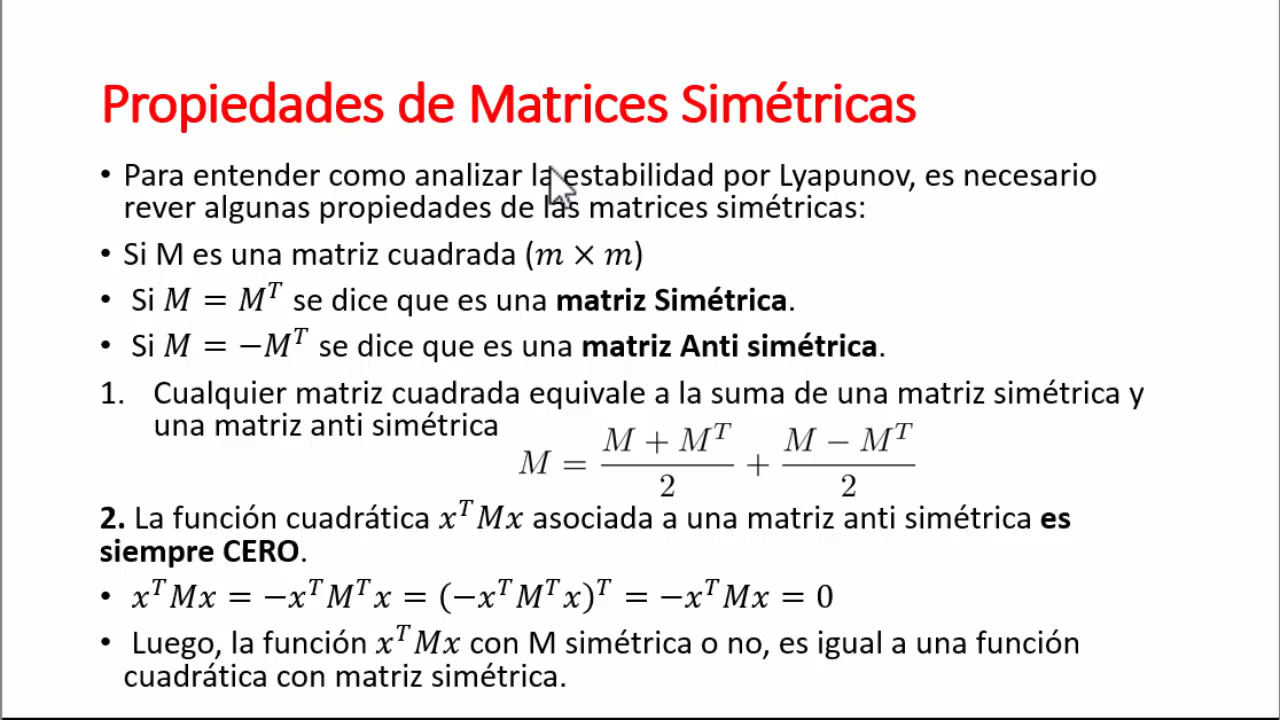 Propiedades de Matrices Simétricas
• Para entender como analizar la estabilidad por Lyapunov, es necesario
rever algunas propiedades de las matrices simétricas:
• Si M es una matriz cuadrada (m × m)
• Si M = M^T se dice que es una matriz Simétrica.
• Si M = −M^T se dice que es una matriz Anti simétrica.
1. Cualquier matriz cuadrada equivale a la suma de una matriz simétrica y
una matriz anti simétrica
M = (M + M^T)/2 + (M − M^T)/2
2. La función cuadrática x^T Mx asociada a una matriz anti simétrica es
siempre CERO.
• x^T Mx = −x^T M^T x = (−x^T M^T x)^T = −x^T Mx = 0
• Luego, la función x^T Mx con M simétrica o no, es igual a una función
cuadrática con matriz simétrica.